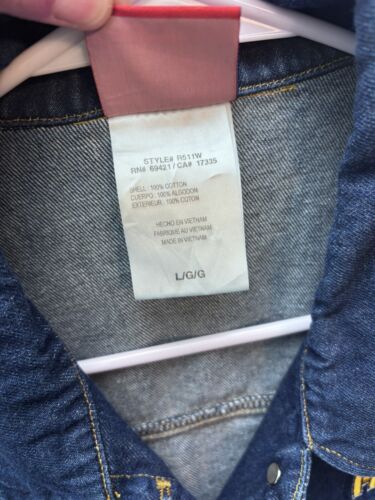 STYLE# R511W
RN# 69421 / CA# 17335
SHELL : 100% COTTON
CUERPO : 100% ALGODON
EXTERIEUR : 100% COTON
HECHO EN VIETNAM
FABRIQUE AU VIETNAM
MADE IN VIETNAM
L/G/G